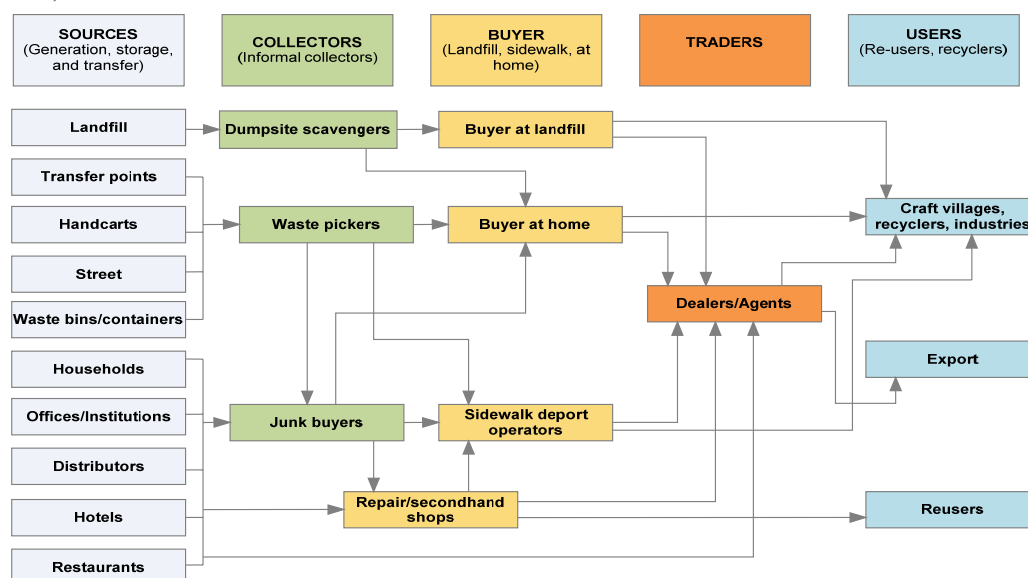 SOURCES
(Generation, storage,
and transfer)
COLLECTORS
(Informal collectors)
BUYER
(Landfill, sidewalk, at
home)
TRADERS
USERS
(Re-users, recyclers)
Landfill
Dumpsite scavengers
Buyer at landfill
Transfer points
Handcarts
Waste pickers
Buyer at home
Craft villages,
recyclers, industries
Street
Waste bins/containers
Dealers/Agents
Households
Export
Offices/Institutions
Junk buyers
Sidewalk deport
operators
Distributors
Hotels
Repair/secondhand
shops
Reusers
Restaurants